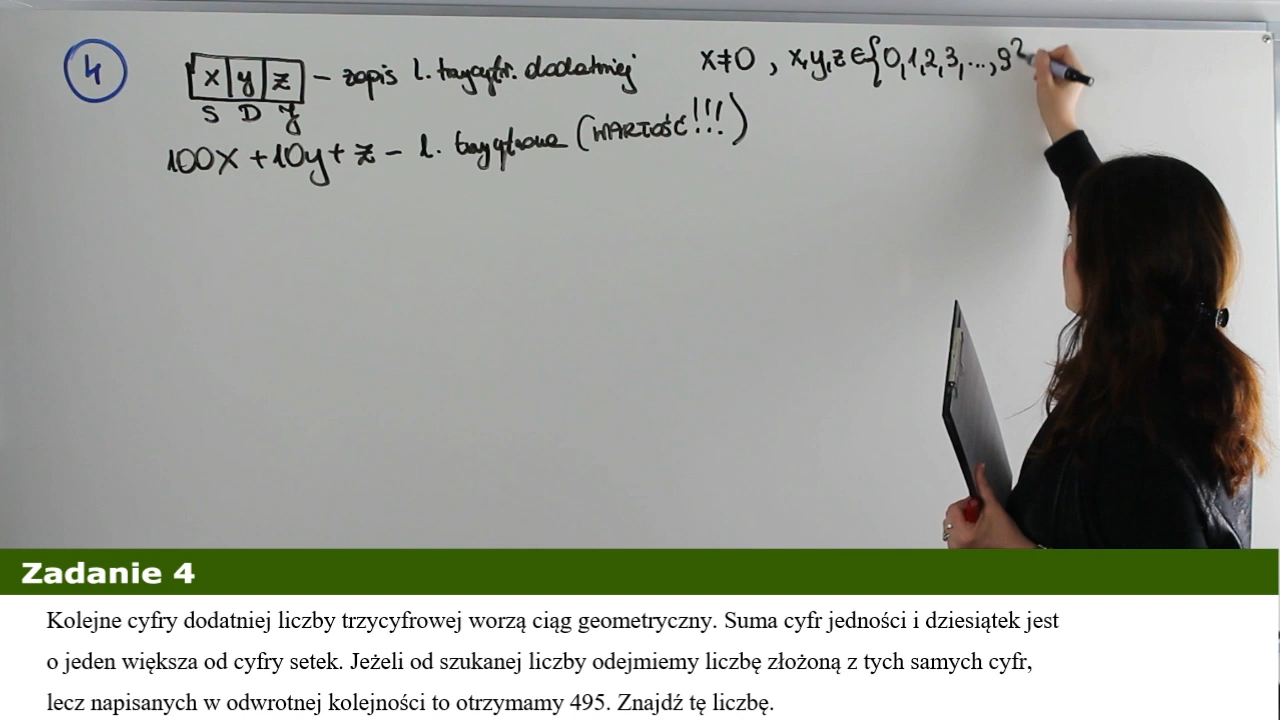 4
x y z – zapis l. trzycyfr. dodatniej x≠0 , x,y,z∈{0,1,2,3,...,9}
S D J
100x + 10y + z – l. trzycyfrowa (WARTOŚĆ!!!)
Zadanie 4
Kolejne cyfry dodatniej liczby trzycyfrowej worzą ciąg geometryczny. Suma cyfr jedności i dziesiątek jest
o jeden większa od cyfry setek. Jeżeli od szukanej liczby odejmiemy liczbę złożoną z tych samych cyfr,
lecz napisanych w odwrotnej kolejności to otrzymamy 495. Znajdź tę liczbę.